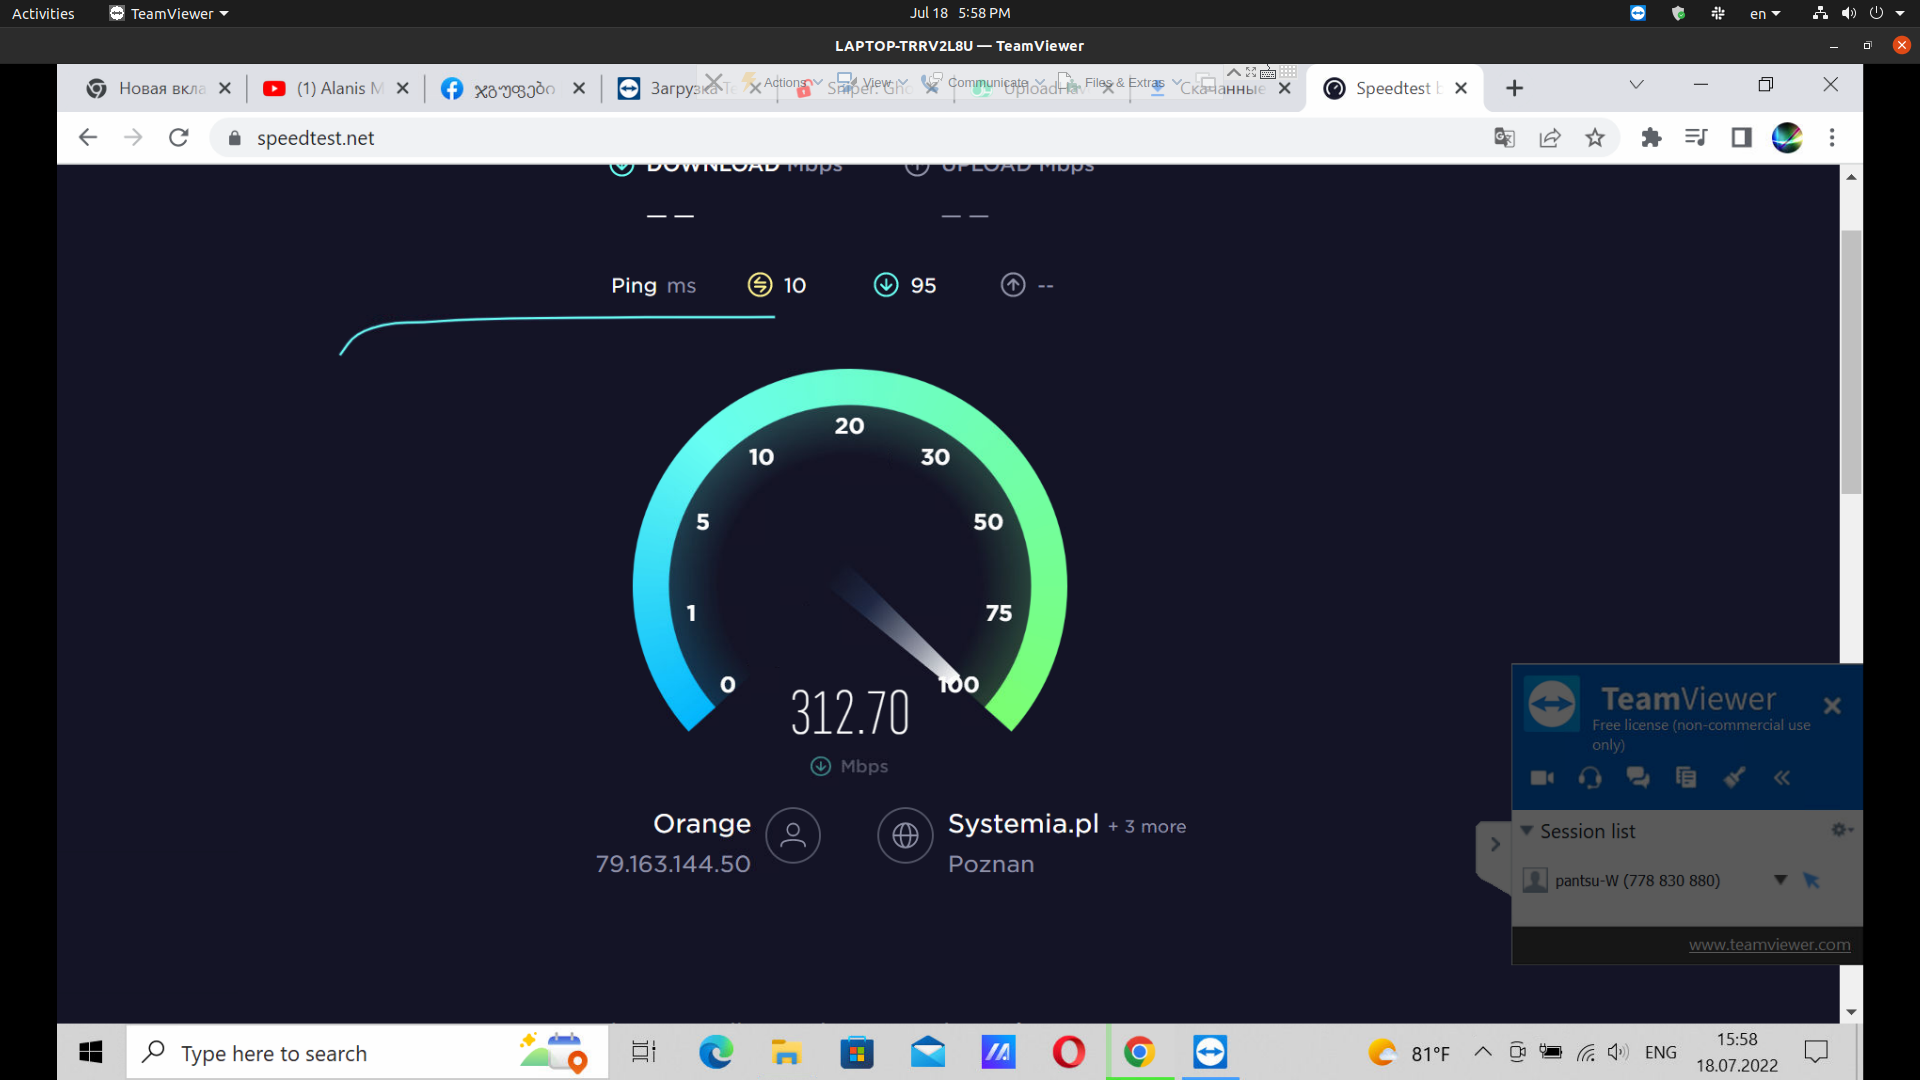 Activities TeamViewer Jul 18 5:58 PM en
LAPTOP-TRRV2L8U — TeamViewer
Новая вкла (1) Alanis M ჯგუფები Загрузка Te Sniper: Gho UploadHav Скачанные Speedtest b
Actions View Communicate Files & Extras
speedtest.net
DOWNLOAD Mbps UPLOAD Mbps
— — — —
Ping ms 10 95 --
20
10 30
5 50
1 75
0 100
312.70
Mbps
Orange Systemia.pl + 3 more
79.163.144.50 Poznan
TeamViewer
Free license (non-commercial use
only)
Session list
pantsu-W (778 830 880)
www.teamviewer.com
Type here to search 81°F ENG 15:58
18.07.2022